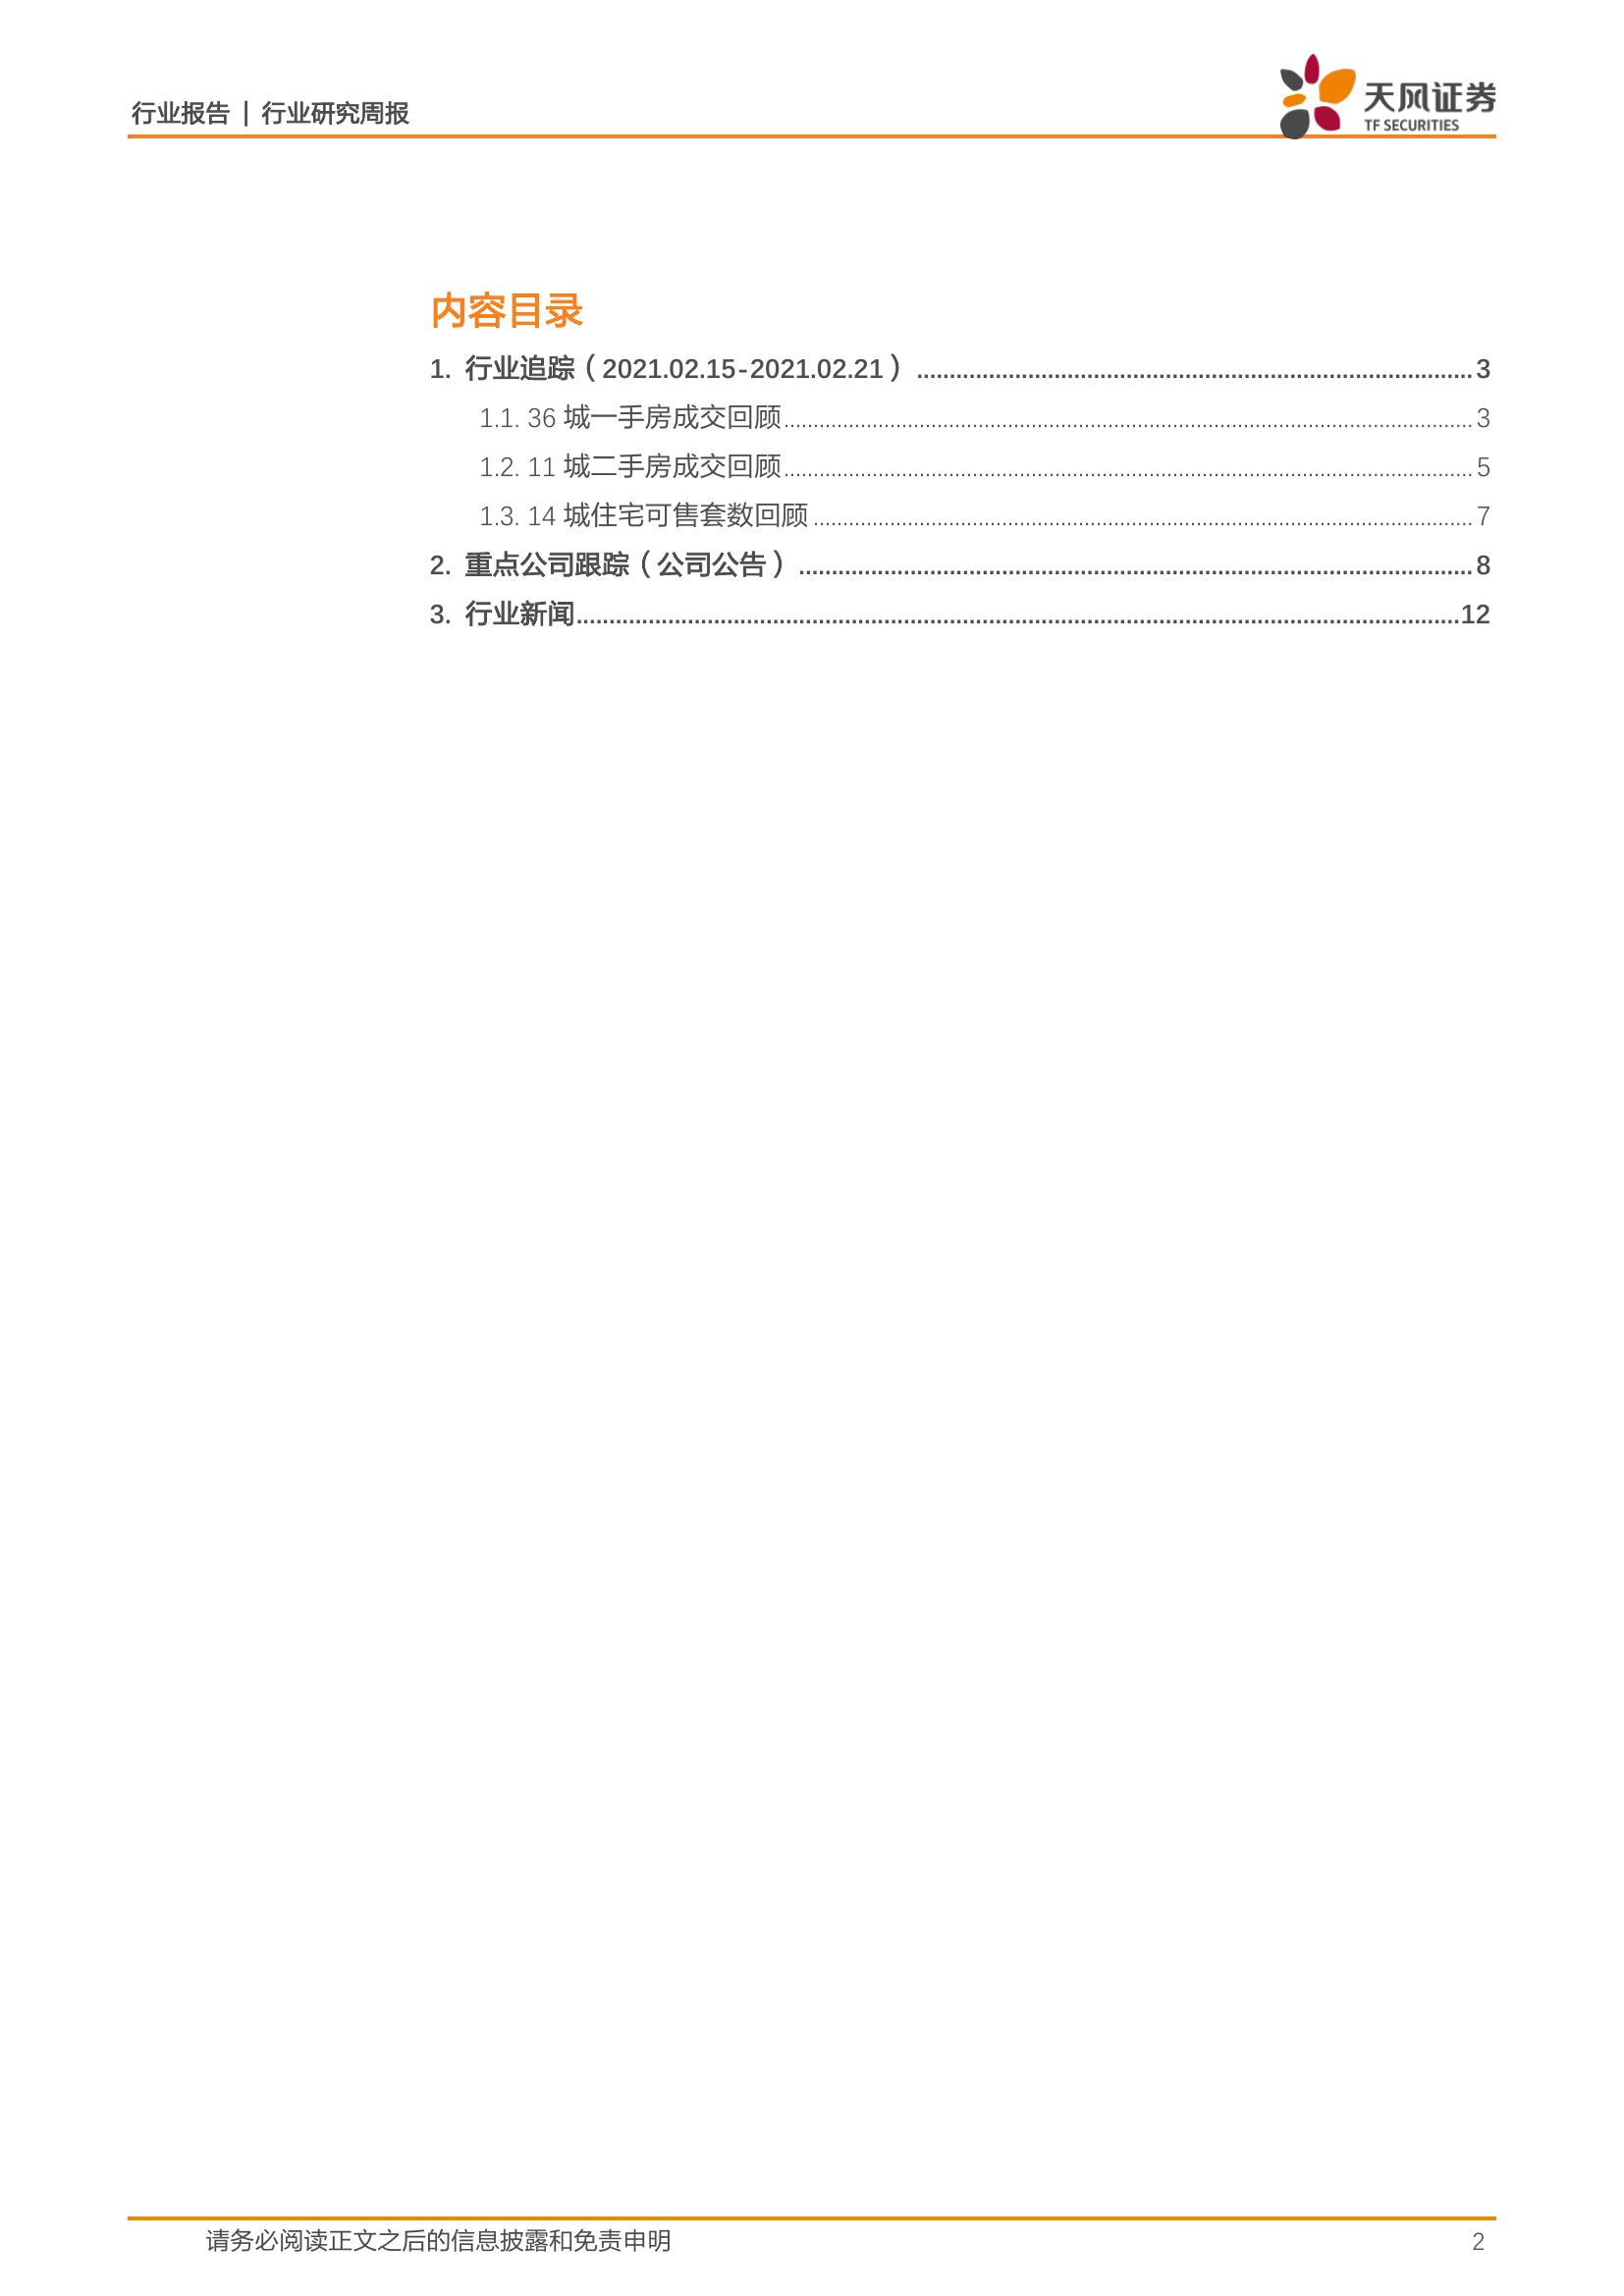 行业报告 | 行业研究周报
天风证券
TF SECURITIES
内容目录
1. 行业追踪（2021.02.15-2021.02.21）...............3
1.1. 36 城一手房成交回顾...............3
1.2. 11 城二手房成交回顾...............5
1.3. 14 城住宅可售套数回顾...............7
2. 重点公司跟踪（公司公告）...............8
3. 行业新闻...............12
请务必阅读正文之后的信息披露和免责申明 2